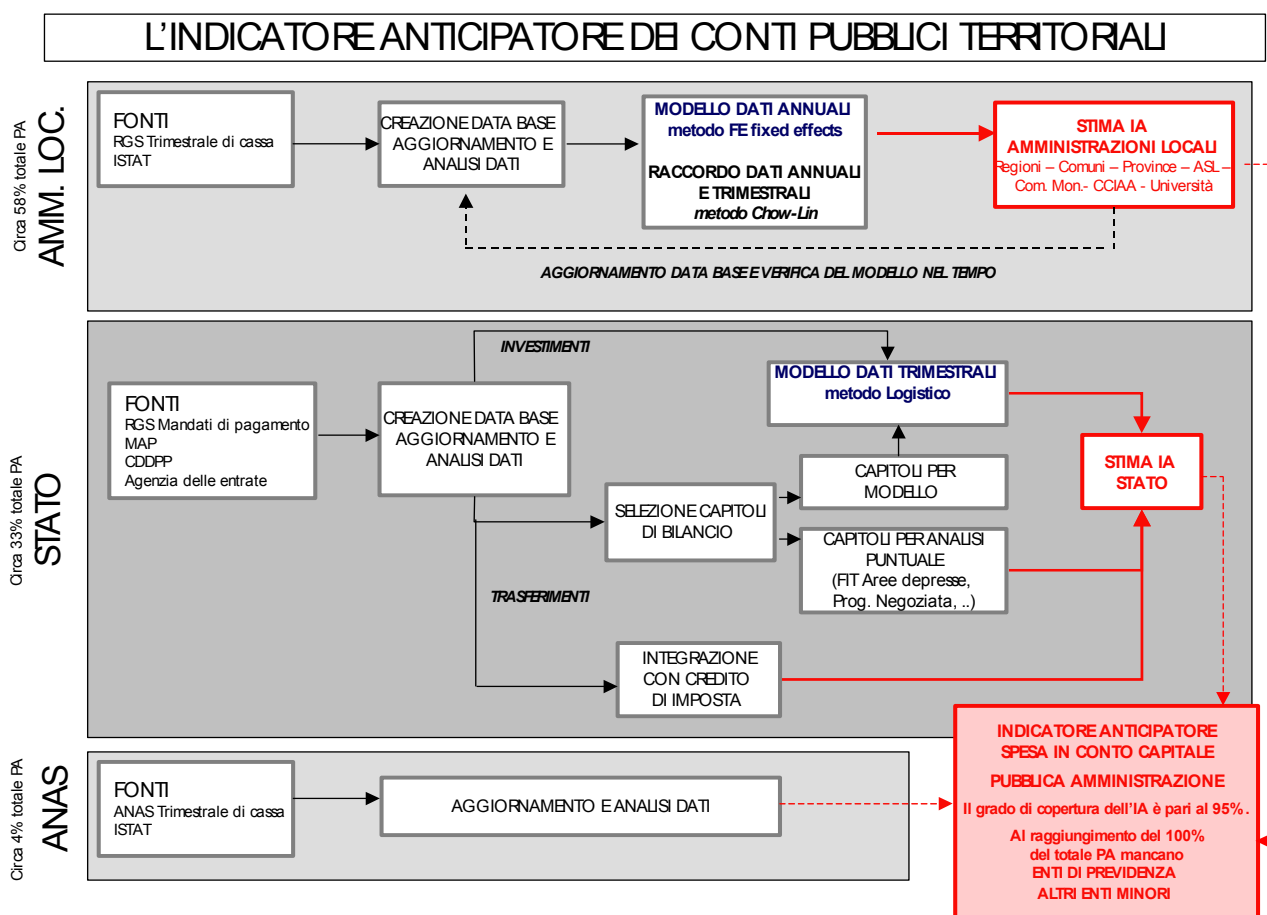 L'INDICATORE ANTICIPATORE DEI CONTI PUBBLICI TERRITORIALI
Circa 58% totale PA
AMM. LOC.
FONTI
RGS Trimestrale di cassa
ISTAT
CREAZIONE DATA BASE
AGGIORNAMENTO E
ANALISI DATI
MODELLO DATI ANNUALI
metodo FE fixed effects
RACCORDO DATI ANNUALI
E TRIMESTRALI
metodo Chow-Lin
STIMA IA
AMMINISTRAZIONI LOCALI
Regioni – Comuni – Province – ASL –
Com. Mon.- CCIAA - Università
AGGIORNAMENTO DATA BASE E VERIFICA DEL MODELLO NEL TEMPO
Circa 33% totale PA
STATO
FONTI
RGS Mandati di pagamento
MAP
CDDPP
Agenzia delle entrate
CREAZIONE DATA BASE
AGGIORNAMENTO E
ANALISI DATI
INVESTIMENTI
MODELLO DATI TRIMESTRALI
metodo Logistico
SELEZIONE CAPITOLI
DI BILANCIO
CAPITOLI PER
MODELLO
CAPITOLI PER ANALISI
PUNTUALE
(FIT Aree depresse,
Prog. Negoziata, ..)
STIMA IA
STATO
TRASFERIMENTI
INTEGRAZIONE
CON CREDITO
DI IMPOSTA
Circa 4% totale PA
ANAS
FONTI
ANAS Trimestrale di cassa
ISTAT
AGGIORNAMENTO E ANALISI DATI
INDICATORE ANTICIPATORE
SPESA IN CONTO CAPITALE
PUBBLICA AMMINISTRAZIONE
Il grado di copertura dell'IA è pari al 95%.
Al raggiungimento del 100%
del totale PA mancano
ENTI DI PREVIDENZA
ALTRI ENTI MINORI